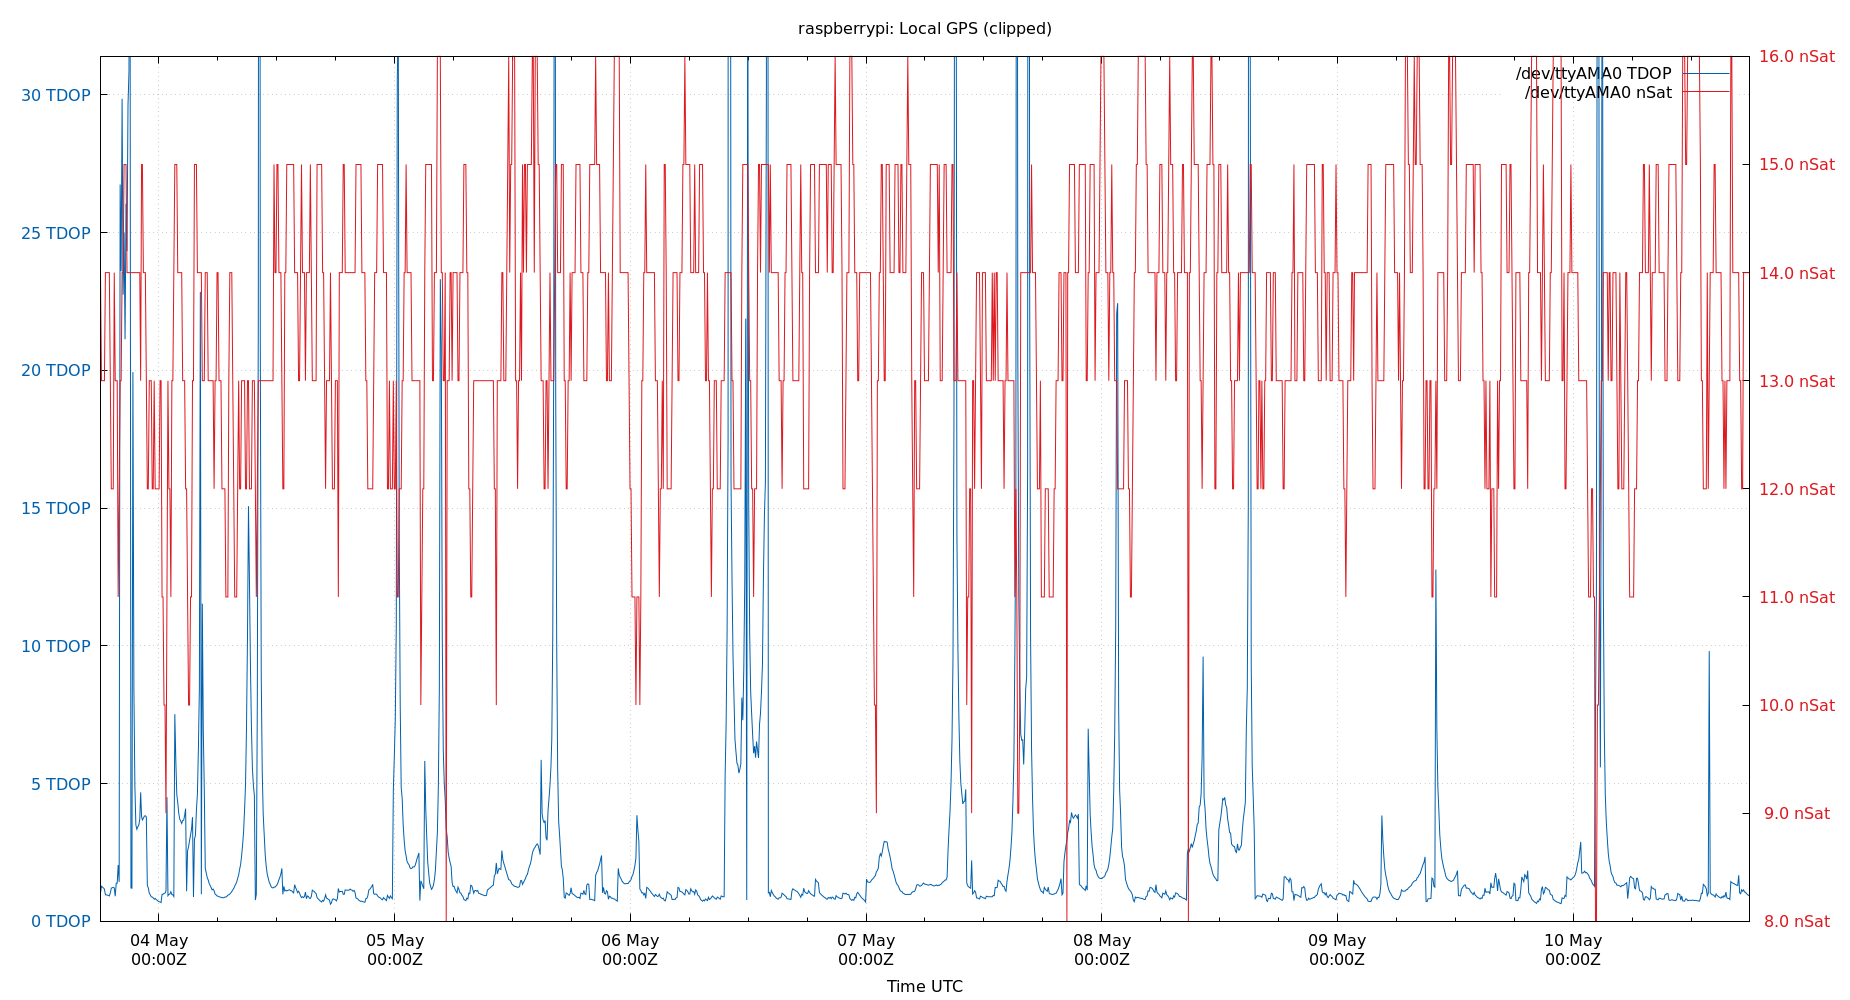 raspberrypi: Local GPS (clipped)
16.0 nSat
/dev/ttyAMA0 TDOP
/dev/ttyAMA0 nSat
30 TDOP
15.0 nSat
25 TDOP
14.0 nSat
20 TDOP
13.0 nSat
12.0 nSat
15 TDOP
11.0 nSat
10 TDOP
10.0 nSat
5 TDOP
9.0 nSat
0 TDOP
8.0 nSat
04 May
00:00Z
05 May
00:00Z
06 May
00:00Z
07 May
00:00Z
08 May
00:00Z
09 May
00:00Z
10 May
00:00Z
Time UTC